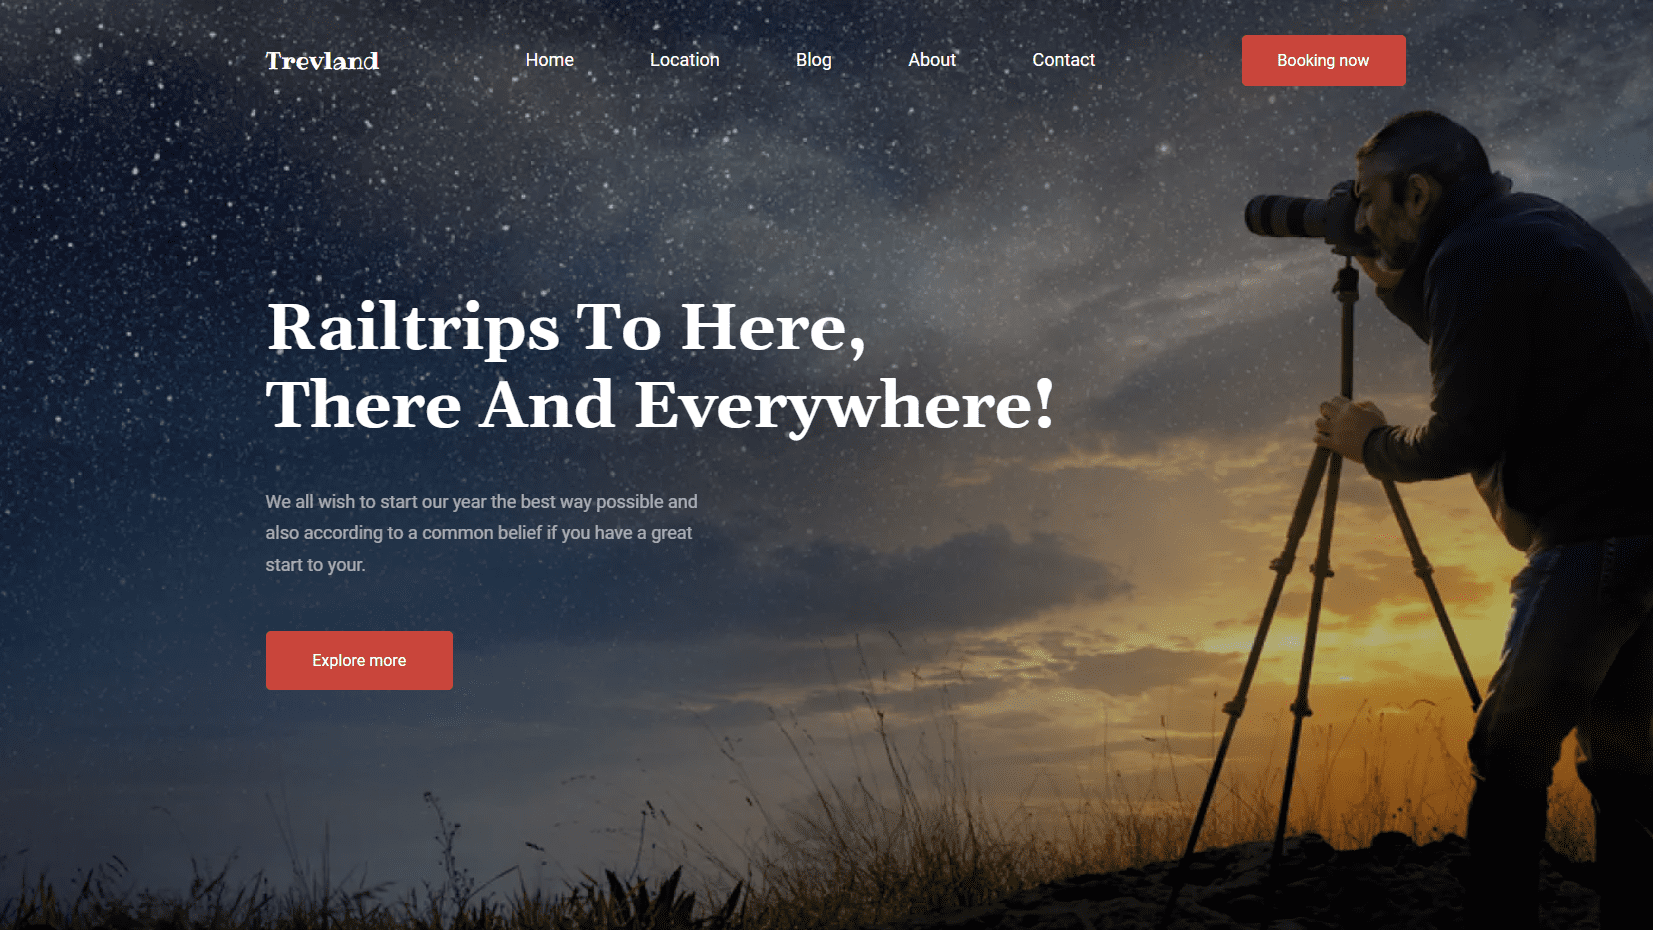 Trevland
Home
Location
Blog
About
Contact
Booking now
Railtrips To Here,
There And Everywhere!
We all wish to start our year the best way possible and
also according to a common belief if you have a great
start to your.
Explore more